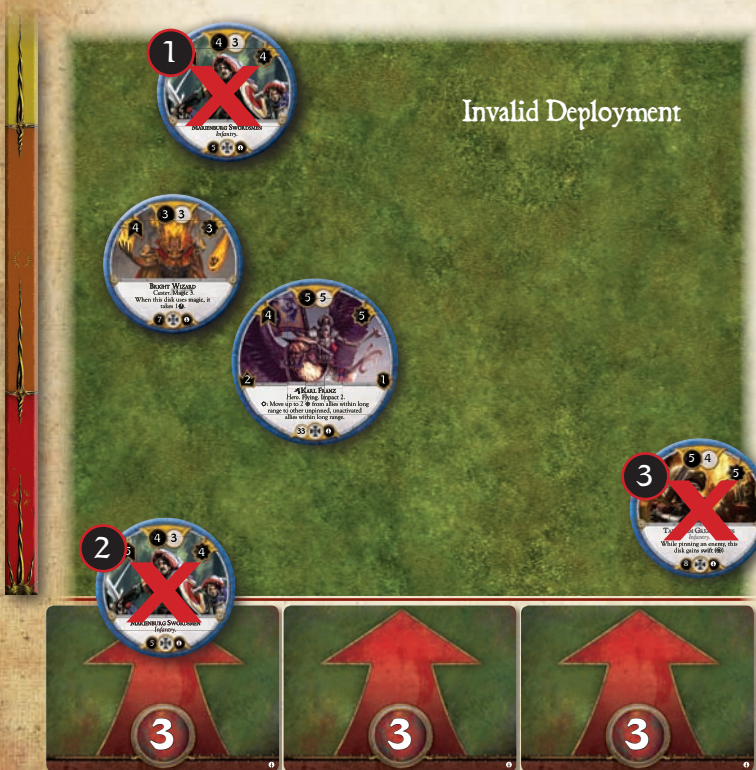 1
4 3
4
MARIENBURG SWORDSMEN
Infantry.
5
Invalid Deployment
3 3
4 3
BRIGHT WIZARD
Caster. Magic 3.
When this disk uses magic, it
takes 1
7
5 5
4 5
2 1
KARL FRANZ
Hero. Flying. Impact 2.
: Move up to 2 from allies within long
range to other unpinned, unactivated
allies within long range.
33
3
5 4
5
Infantry.
While pinning an enemy, this
disk gains swift ( ).
8
2
4 3
5 4
MARIENBURG SWORDSMEN
Infantry.
5
3
3
3